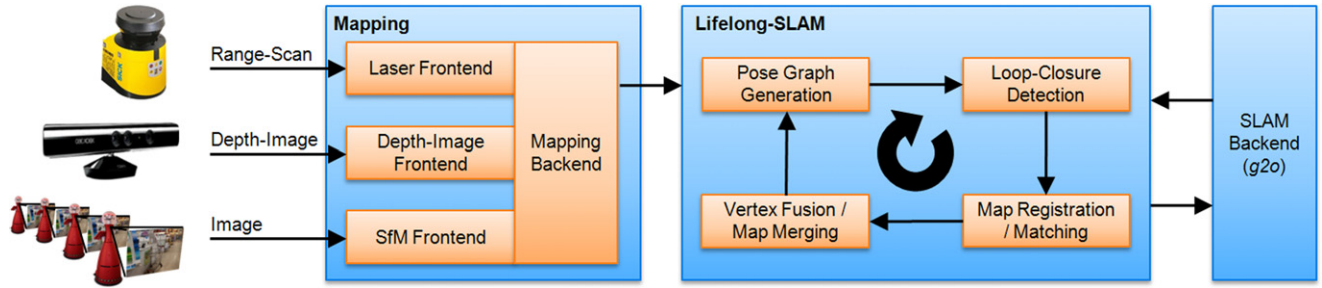 Mapping
Range-Scan
Laser Frontend
Depth-Image
Depth-Image
Frontend
Image
SfM Frontend
Mapping
Backend
Lifelong-SLAM
Pose Graph
Generation
Loop-Closure
Detection
Map Registration
/ Matching
Vertex Fusion /
Map Merging
SLAM
Backend
(g2o)